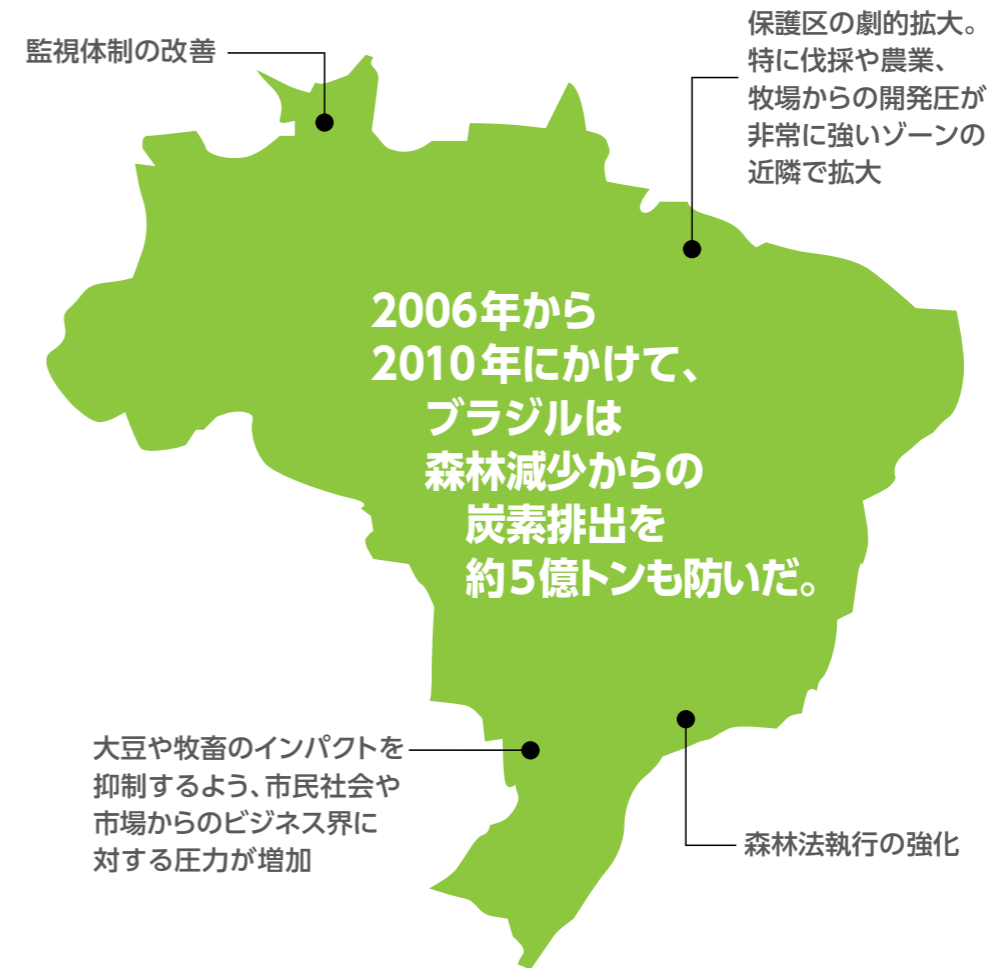 監視体制の改善
保護区の劇的拡大。
特に伐採や農業、
牧場からの開発圧が
非常に強いゾーンの
近隣で拡大
2006年から
2010年にかけて、
ブラジルは
森林減少からの
炭素排出を
約5億トンも防いだ。
大豆や牧畜のインパクトを
抑制するよう、市民社会や
市場からのビジネス界に
対する圧力が増加
森林法執行の強化